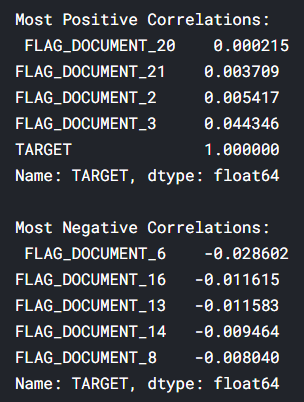 Most Positive Correlations:
FLAG_DOCUMENT_20 0.000215
FLAG_DOCUMENT_21 0.003709
FLAG_DOCUMENT_2 0.005417
FLAG_DOCUMENT_3 0.044346
TARGET 1.000000
Name: TARGET, dtype: float64
Most Negative Correlations:
FLAG_DOCUMENT_6 -0.028602
FLAG_DOCUMENT_16 -0.011615
FLAG_DOCUMENT_13 -0.011583
FLAG_DOCUMENT_14 -0.009464
FLAG_DOCUMENT_8 -0.008040
Name: TARGET, dtype: float64